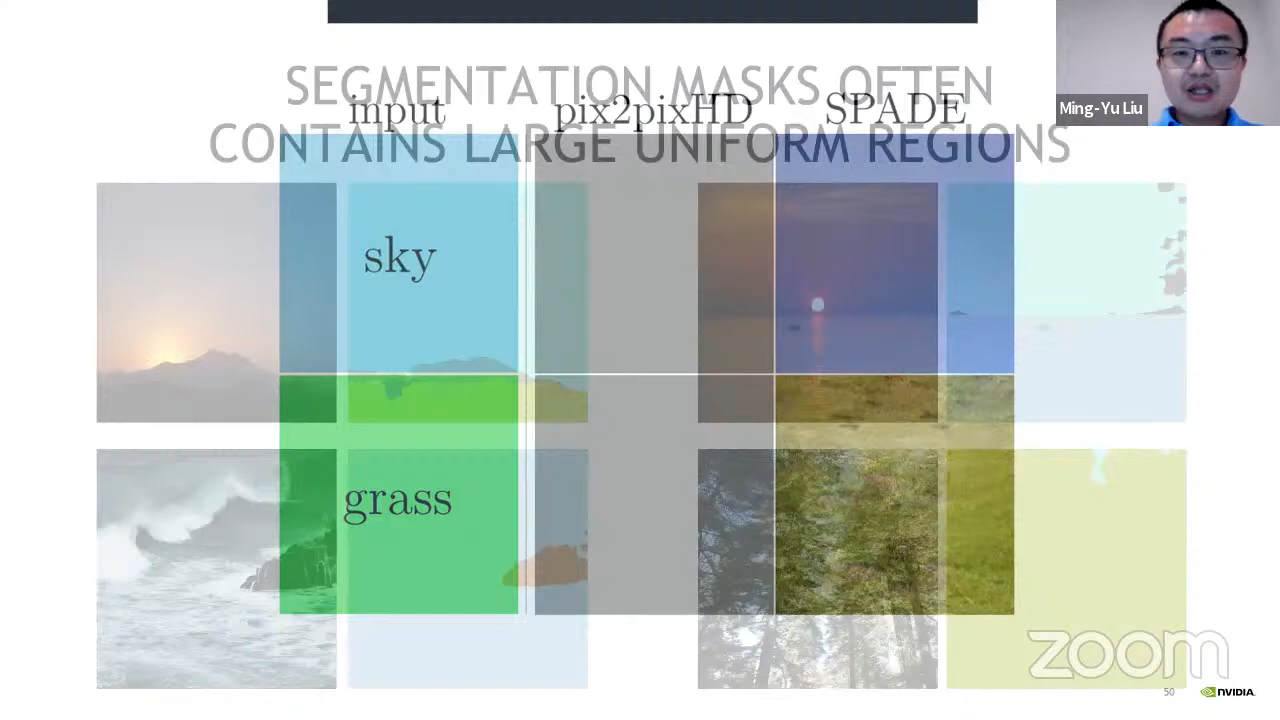 SEGMENTATION MASKS OFTEN
CONTAINS LARGE UNIFORM REGIONS
input
pix2pixHD
SPADE
Ming-Yu Liu
sky
grass
zoom
50
NVIDIA.